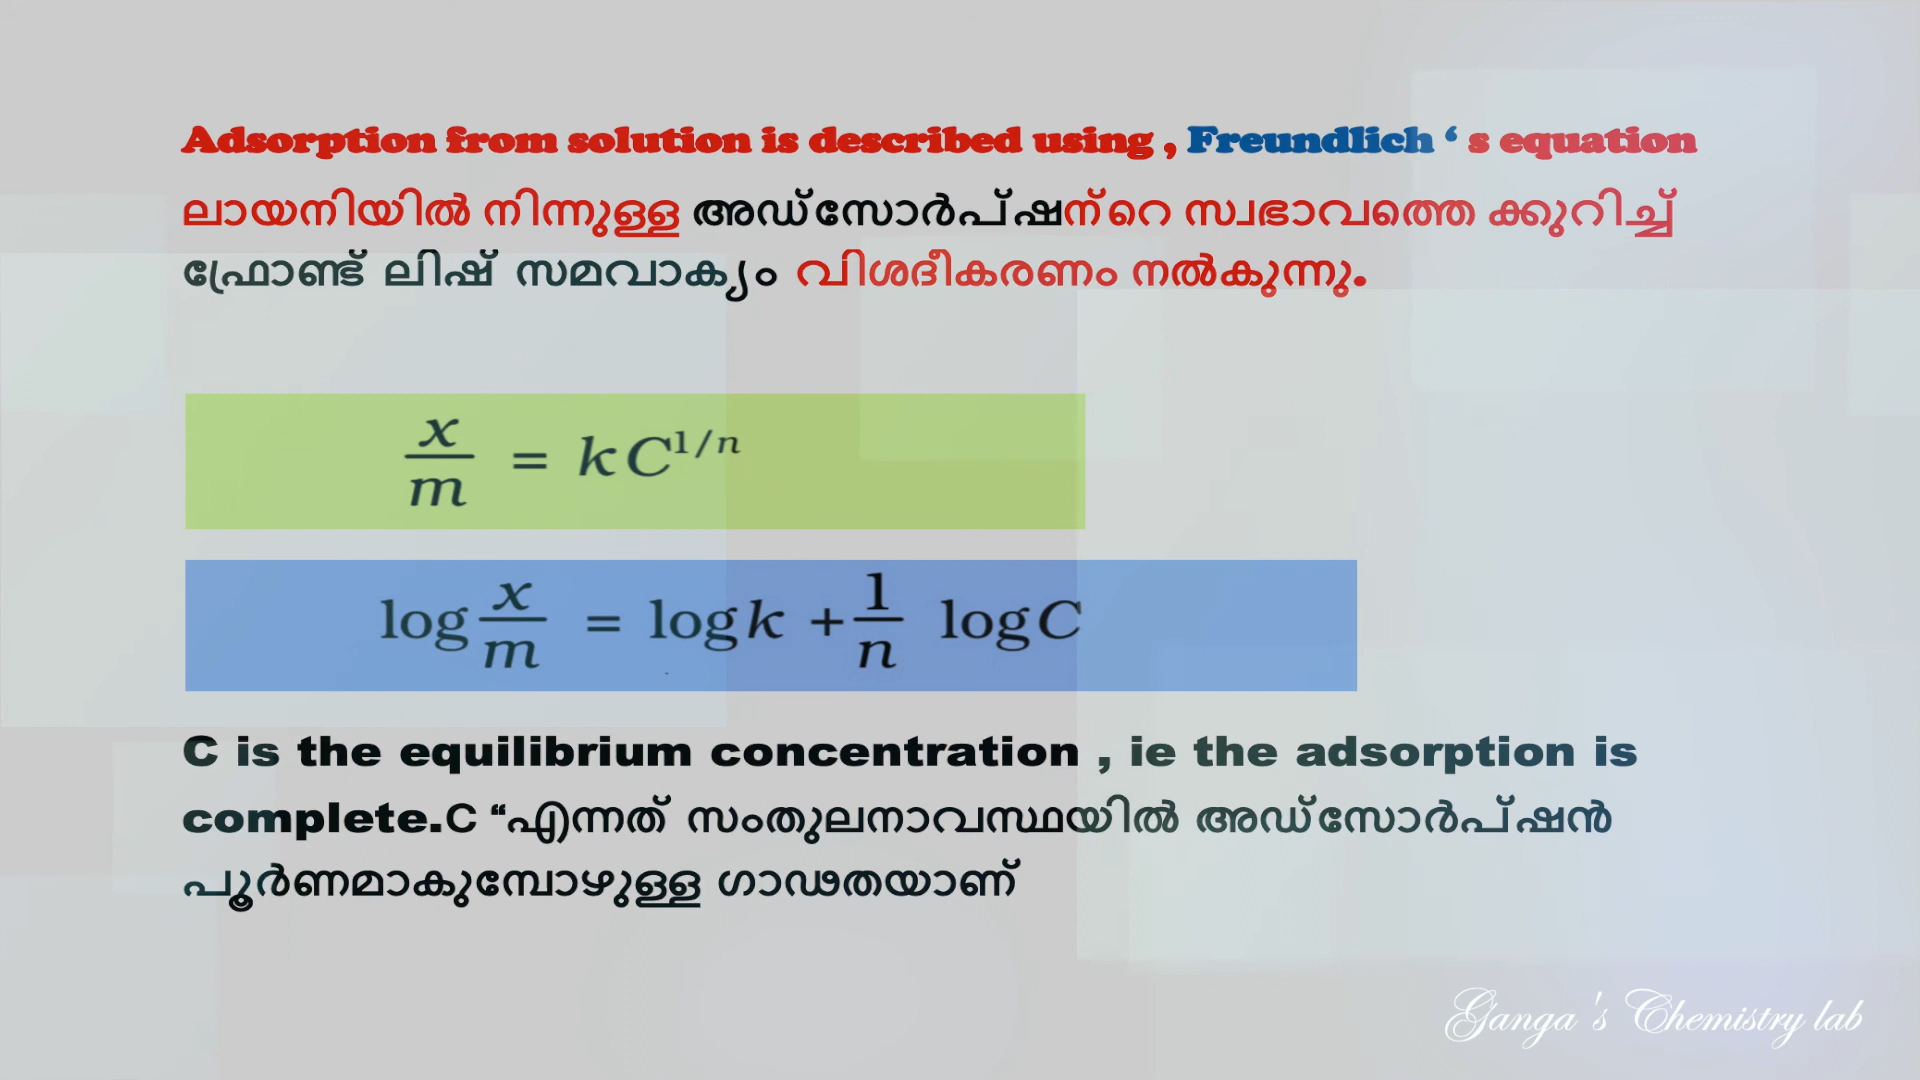 Adsorption from solution is described using , Freundlich ‘ s equation
ലായനിയിൽ നിന്നുള്ള അഡ്സോർപ്ഷന്റെ സ്വഭാവത്തെ ക്കുറിച്ച്
ഫ്രോണ്ട് ലിഷ് സമവാക്യം വിശദീകരണം നൽകുന്നു.
x/m = kC^{1/n}
log x/m = log k + 1/n log C
C is the equilibrium concentration , ie the adsorption is
complete.C “എന്നത് സംതുലനാവസ്ഥയിൽ അഡ്സോർപ്ഷൻ
പൂർണമാകുമ്പോഴുള്ള ഗാഢതയാണ്
Ganga 's Chemistry lab